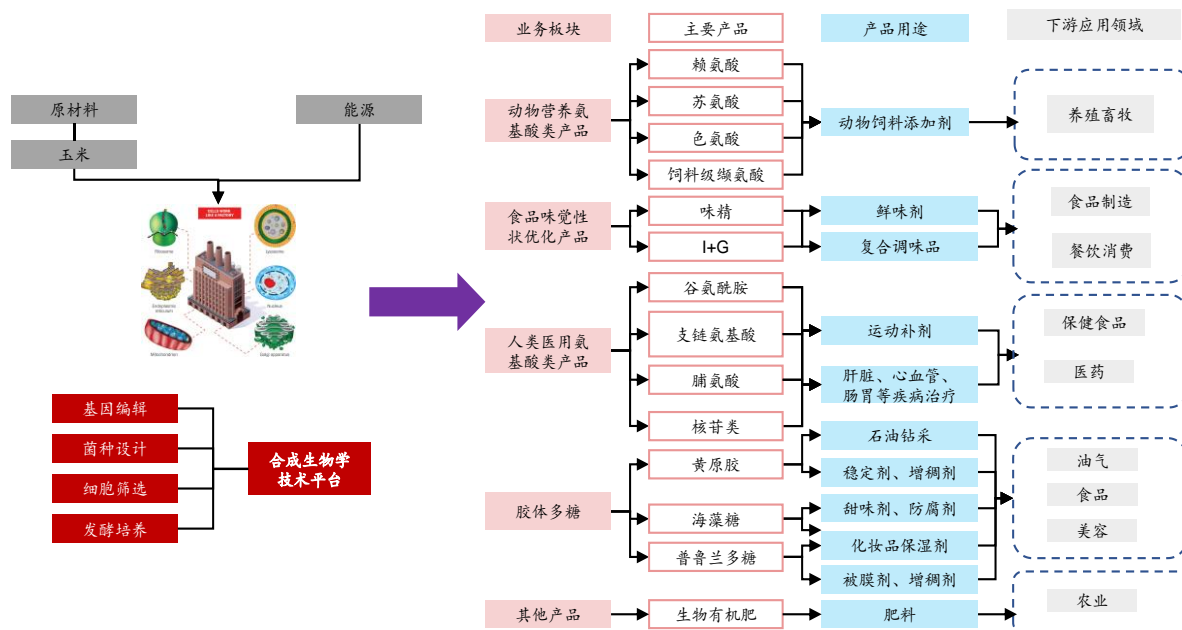 业务板块
主要产品
产品用途
下游应用领域
原材料
能源
玉米
CELLS WORK
LIKE A FACTORY
Ribosome
Lysosome
Nucleus
Mitochondrion
Golgi apparatus
基因编辑
菌种设计
细胞筛选
发酵培养
合成生物学
技术平台
动物营养氨
基酸类产品
赖氨酸
苏氨酸
色氨酸
饲料级缬氨酸
动物饲料添加剂
养殖畜牧
食品味觉性
状优化产品
味精
I+G
鲜味剂
复合调味品
食品制造
餐饮消费
人类医用氨
基酸类产品
谷氨酰胺
支链氨基酸
脯氨酸
核苷类
运动补剂
肝脏、心血管、
肠胃等疾病治疗
保健食品
医药
胶体多糖
黄原胶
海藻糖
普鲁兰多糖
石油钻采
稳定剂、增稠剂
甜味剂、防腐剂
化妆品保湿剂
被膜剂、增稠剂
油气
食品
美容
其他产品
生物有机肥
肥料
农业